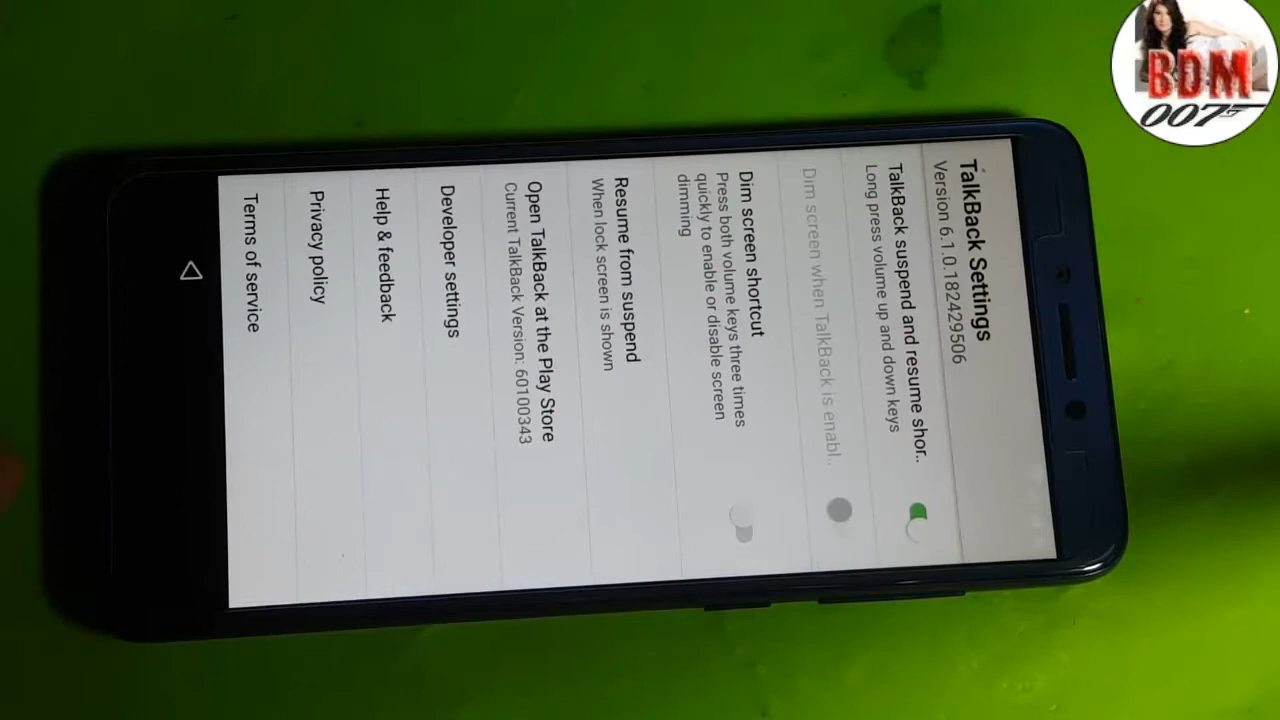 TalkBack Settings
Version 6.1.0.182429506
TalkBack suspend and resume shor..
Long press volume up and down keys
Dim screen when TalkBack is enabl..
Dim screen shortcut
Press both volume keys three times
quickly to enable or disable screen
dimming
Resume from suspend
When lock screen is shown
Open TalkBack at the Play Store
Current TalkBack Version: 60100343
Developer settings
Help & feedback
Privacy policy
Terms of service
BDM
007